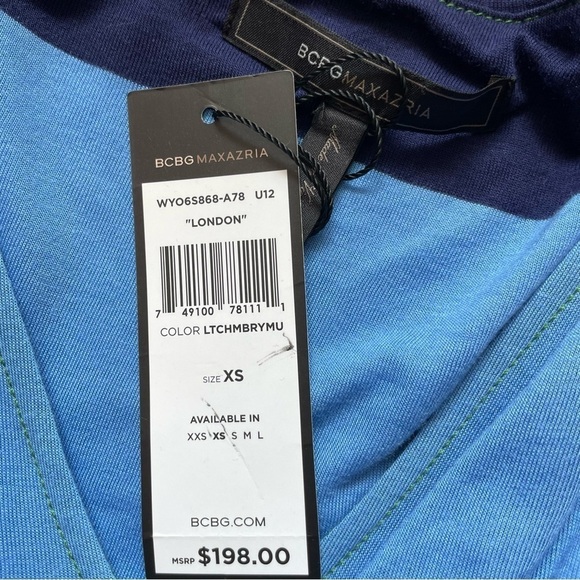 BCBGMAXAZRIA
Made
BCBGMAXAZRIA
WYO6S868-A78 U12
"LONDON"
7 49100 78111 1
COLOR LTCHMBRYMU
SIZE XS
AVAILABLE IN
XXS XS S M L
BCBG.COM
MSRP $198.00